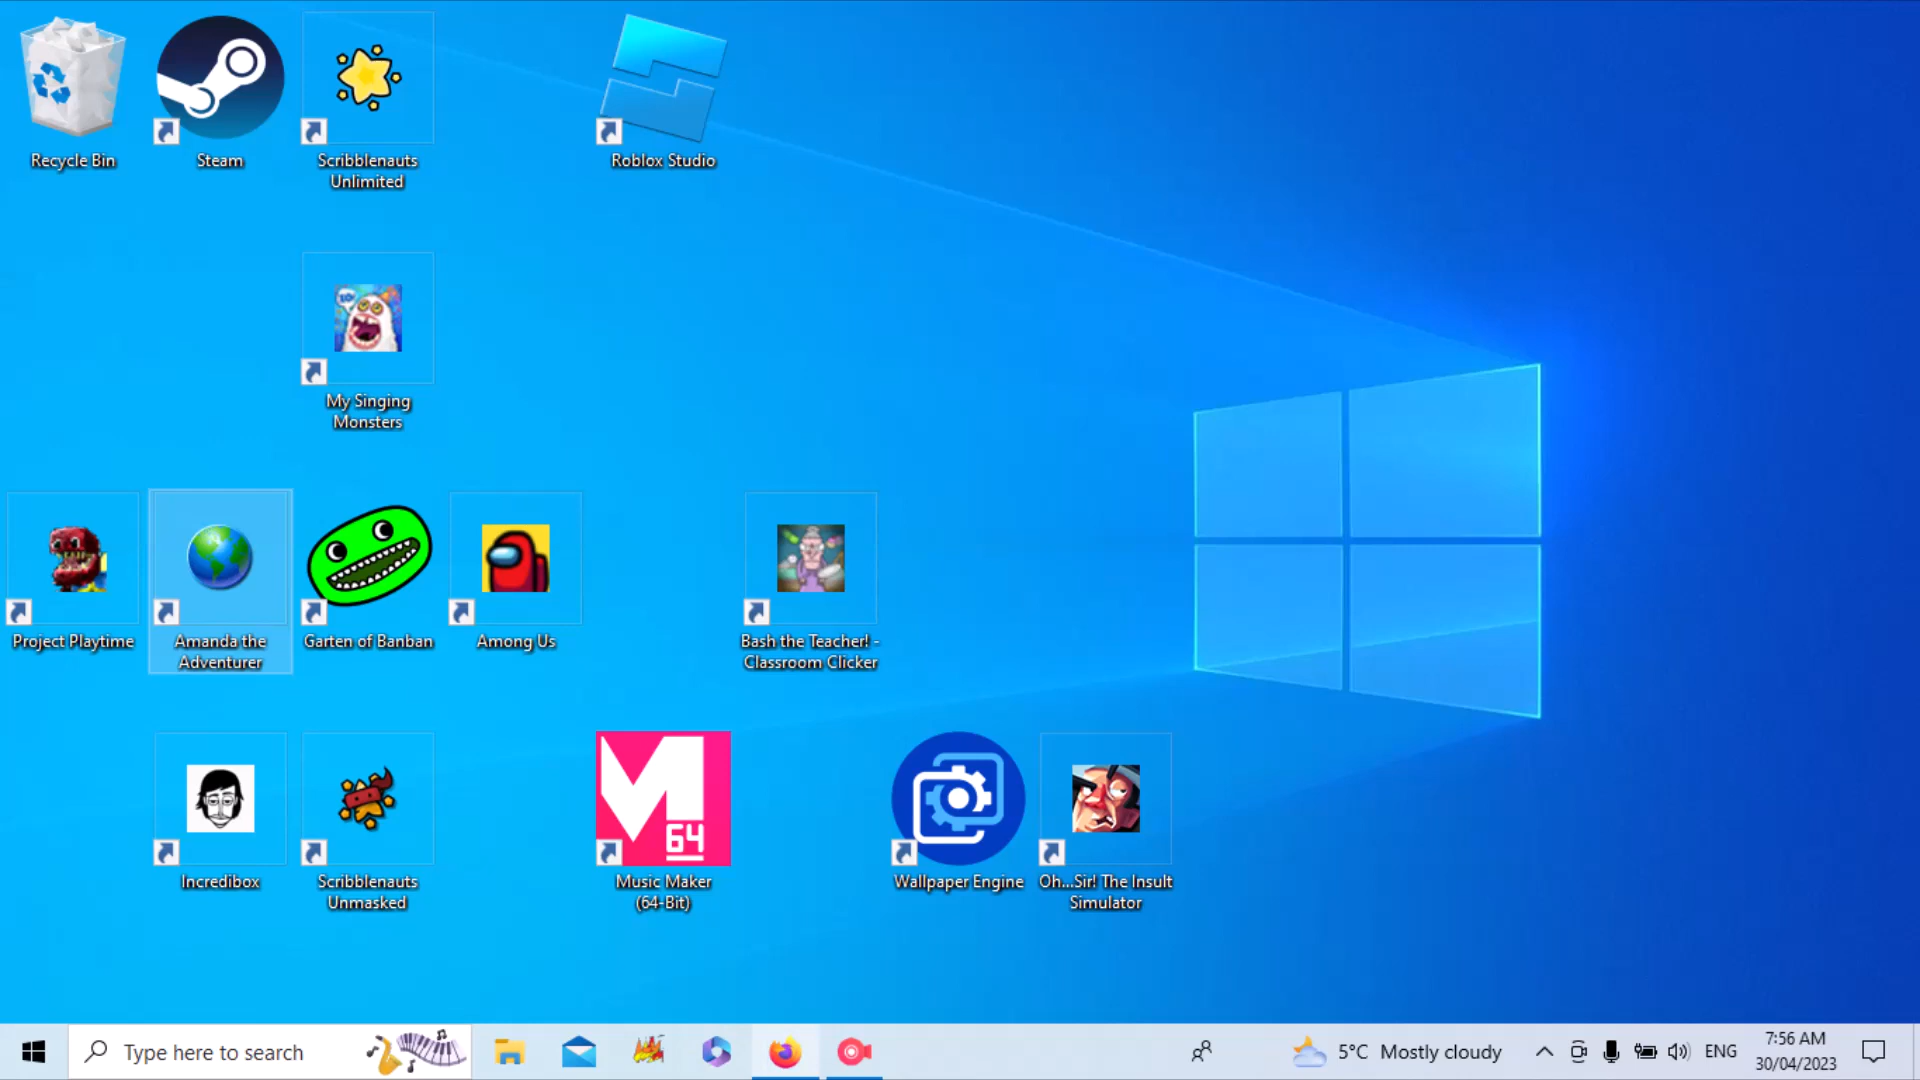 Recycle Bin
Steam
Scribblenauts
Unlimited
Roblox Studio
10
My Singing
Monsters
Project Playtime
Amanda the
Adventurer
Garten of Banban
Among Us
Bash the Teacher! -
Classroom Clicker
Incredibox
Scribblenauts
Unmasked
M
64
Music Maker
(64-Bit)
Wallpaper Engine
Oh...Sir! The Insult
Simulator
Type here to search
5°C Mostly cloudy
ENG
7:56 AM
30/04/2023